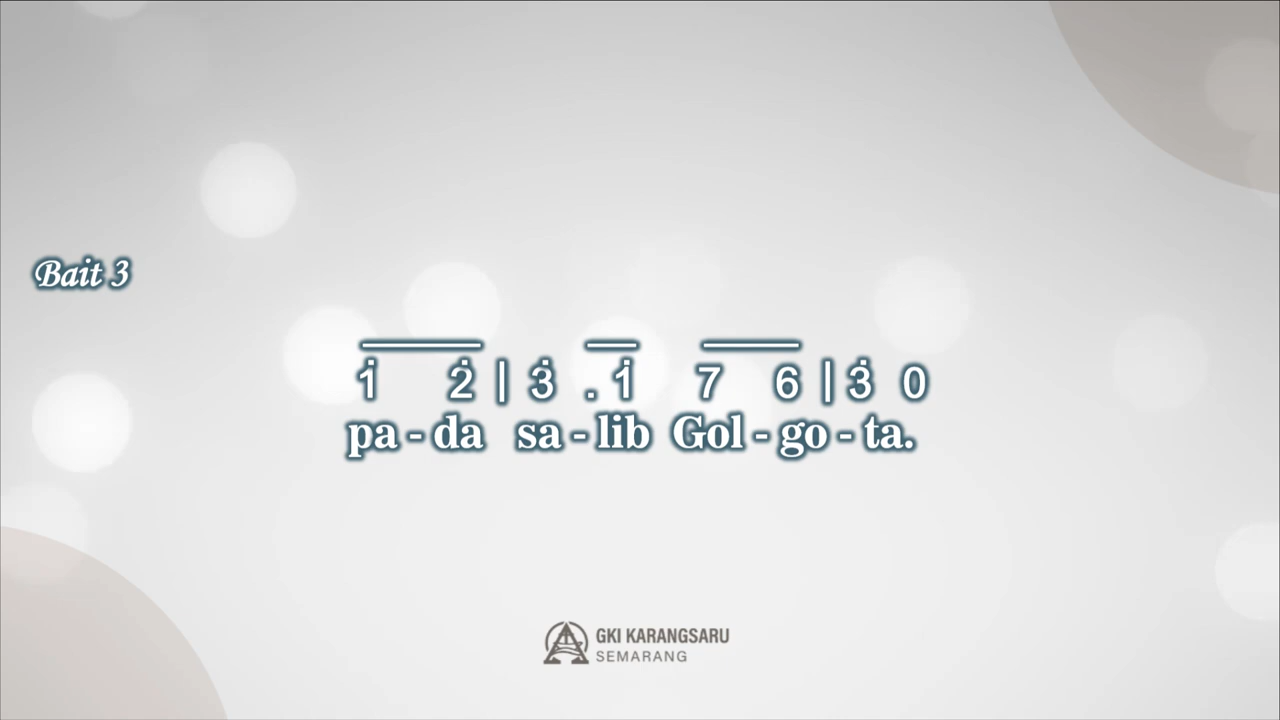 Bait 3
1̇ 2̇ | 3̇ . 1̇ 7 6 | 3̇ 0
pa - da sa - lib Gol - go - ta.
GKI KARANGSARU
SEMARANG